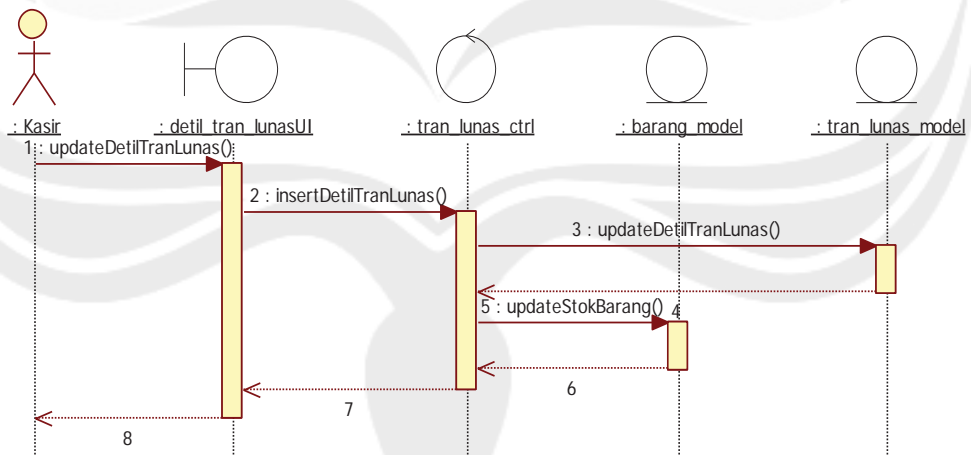 : Kasir
: detil_tran_lunasUI
: tran_lunas_ctrl
: barang_model
: tran_lunas_model
1 : updateDetilTranLunas()
2 : insertDetilTranLunas()
3 : updateDetilTranLunas()
4
5 : updateStokBarang()
6
7
8